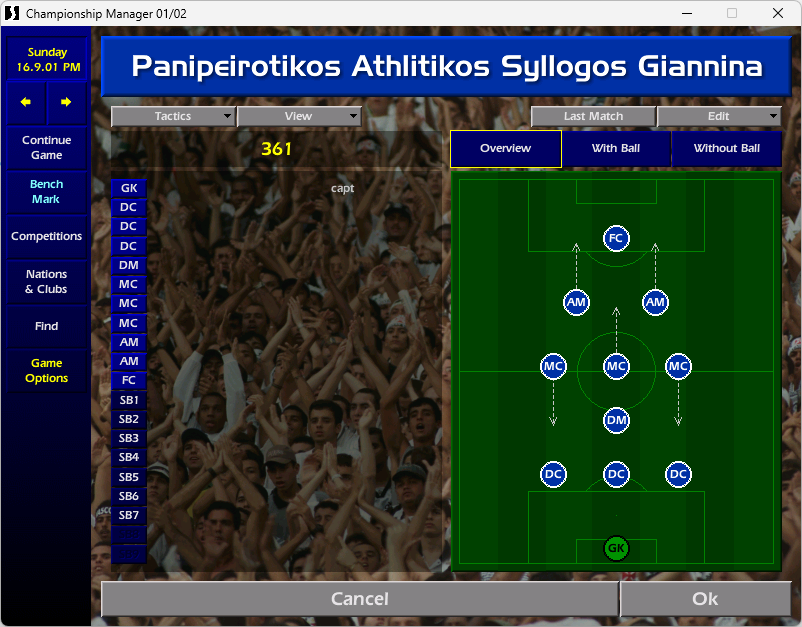 Championship Manager 01/02
Sunday
16.9.01 PM
Continue
Game
Bench
Mark
Competitions
Nations
& Clubs
Find
Game
Options
Panipeirotikos Athlitikos Syllogos Giannina
Tactics
View
Last Match
Edit
361
Overview
With Ball
Without Ball
GK
capt
DC
DC
DC
DM
MC
MC
MC
AM
AM
FC
SB1
SB2
SB3
SB4
SB5
SB6
SB7
FC
AM
AM
MC
MC
MC
DM
DC
DC
DC
GK
Cancel
Ok